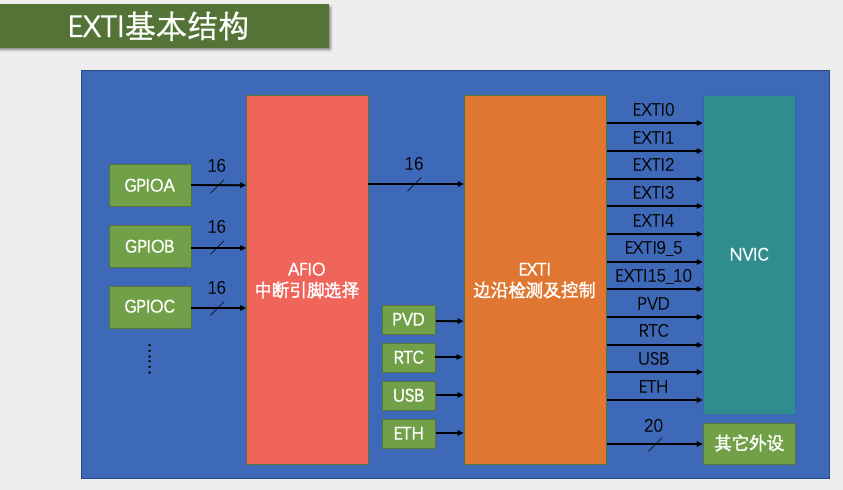 EXTI基本结构
16
GPIOA
16
GPIOB
16
GPIOC
AFIO
中断引脚选择
16
PVD
RTC
USB
ETH
EXTI
边沿检测及控制
EXTI0
EXTI1
EXTI2
EXTI3
EXTI4
EXTI9_5
EXTI15_10
PVD
RTC
USB
ETH
20
NVIC
其它外设